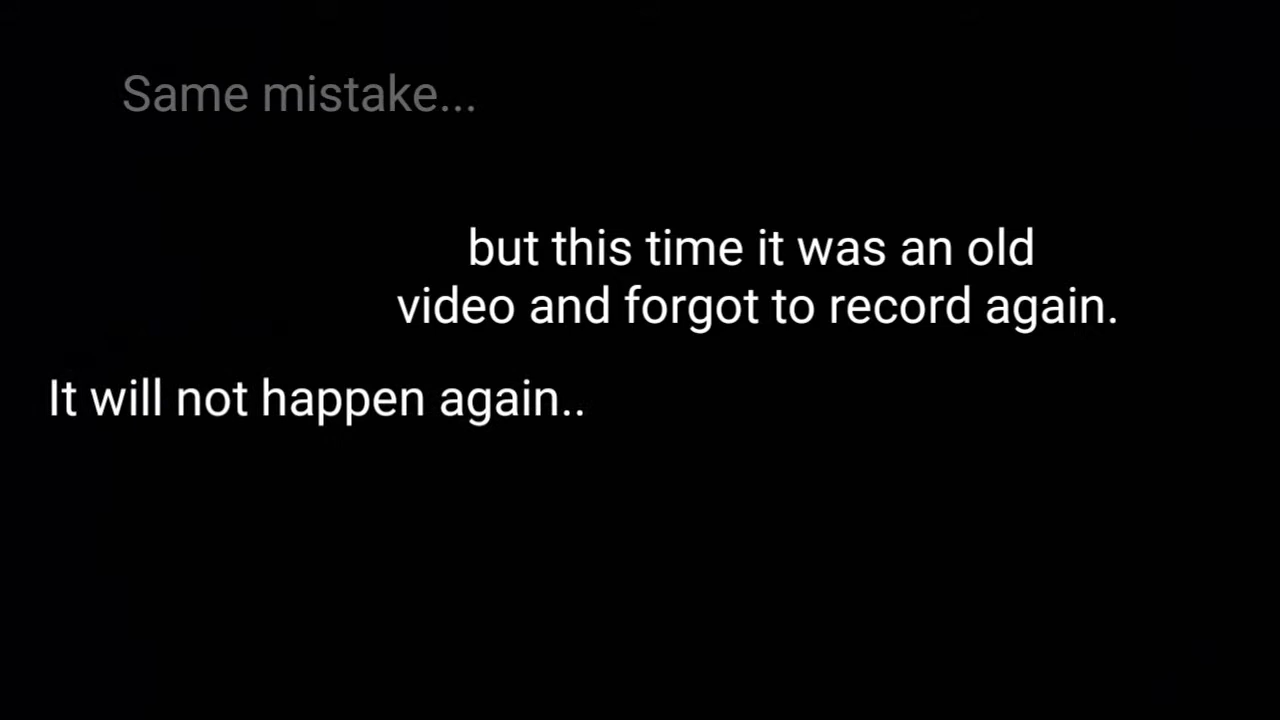 Same mistake...
but this time it was an old
video and forgot to record again.
It will not happen again..